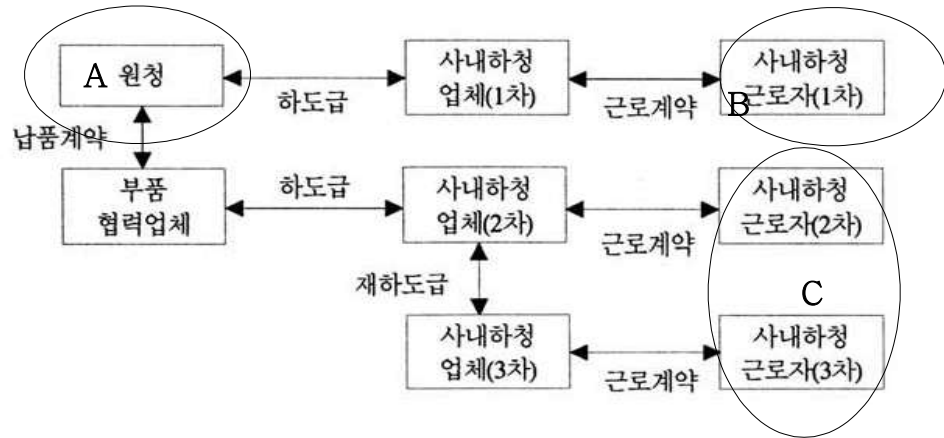 A 원청
하도급
사내하청
업체(1차)
근로계약
사내하청
B 근로자(1차)
납품계약
부품
협력업체
하도급
사내하청
업체(2차)
근로계약
사내하청
근로자(2차)
재하도급
C
사내하청
업체(3차)
근로계약
사내하청
근로자(3차)